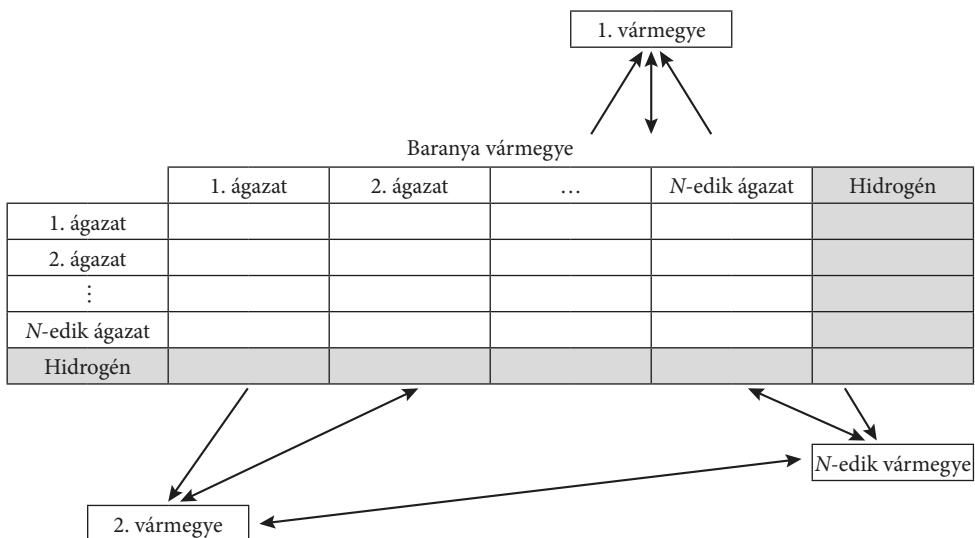 1. vármegye
Baranya vármegye
1. ágazat 2. ágazat … N-edik ágazat Hidrogén
1. ágazat
2. ágazat
⋮
N-edik ágazat
Hidrogén
N-edik vármegye
2. vármegye